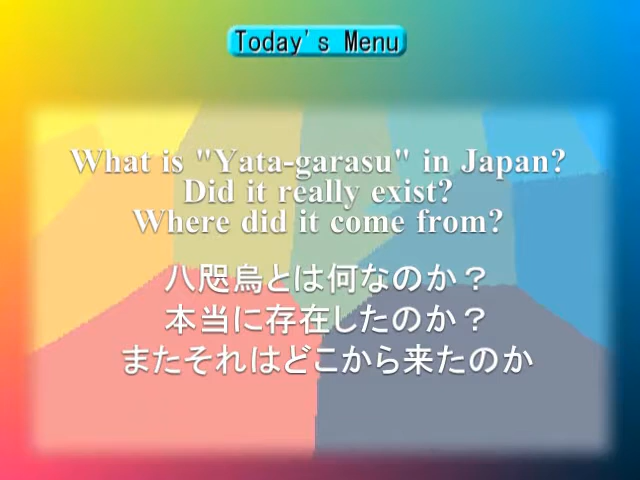 Today's Menu
What is "Yata-garasu" in Japan?
Did it really exist?
Where did it come from?
八咫烏とは何なのか？
本当に存在したのか？
またそれはどこから来たのか